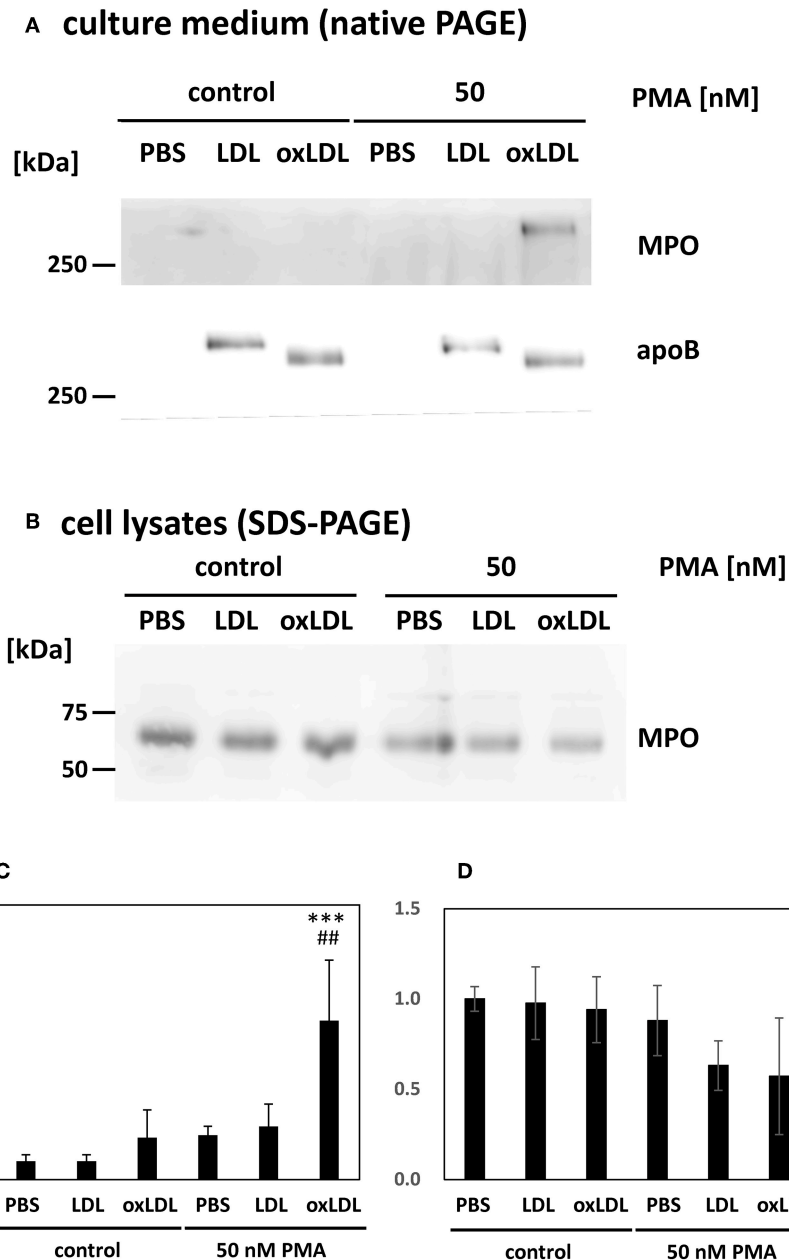 A culture medium (native PAGE)
control 50 PMA [nM]
[kDa] PBS LDL oxLDL PBS LDL oxLDL
MPO
250
apoB
250
B cell lysates (SDS-PAGE)
control 50 PMA [nM]
PBS LDL oxLDL PBS LDL oxLDL
[kDa]
75
MPO
50
C D
1.5
***
##
1.0
0.5
0.0
PBS LDL oxLDL PBS LDL oxLDL PBS LDL oxLDL PBS LDL oxL
control 50 nM PMA control 50 nM PMA